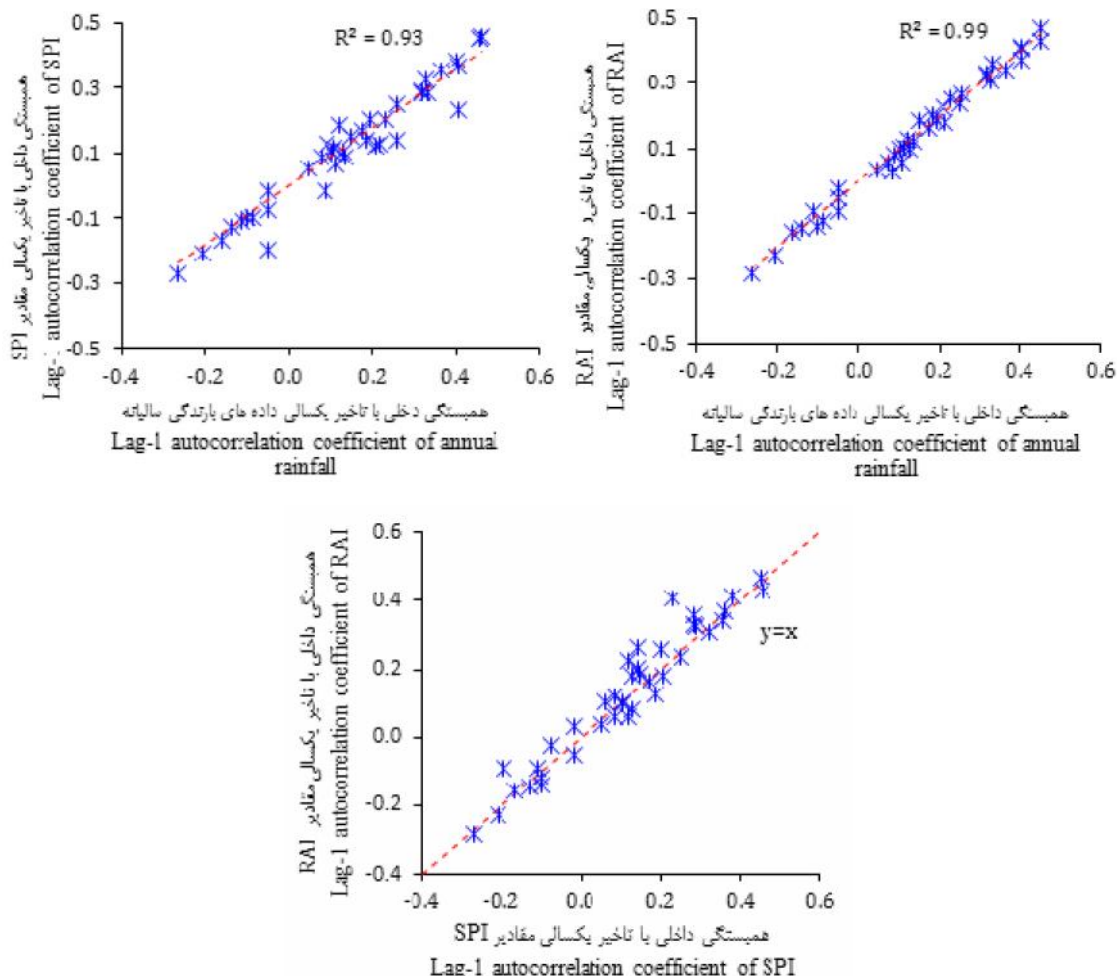 همبستگی داخلی با تاخیر یکسالی مقادیر SPI
Lag-1 autocorrelation coefficient of SPI
0.5
0.3
0.1
-0.1
-0.3
-0.5
R² = 0.93
-0.4
-0.2
0.0
0.2
0.4
0.6
همبستگی دخلی با تاخیر یکسالی داده های بارندگی سالیانه
Lag-1 autocorrelation coefficient of annual
rainfall
همبستگی داخلی با تاخیر یکسالی مقادیر RAI
Lag-1 autocorrelation coefficient of RAI
0.5
0.3
0.1
-0.1
-0.3
-0.5
R² = 0.99
-0.4
-0.2
0.0
0.2
0.4
0.6
همبستگی داخلی با تاخیر یکسالی داده های بارندگی سالیانه
Lag-1 autocorrelation coefficient of annual
rainfall
همبستگی داخلی با تاخیر یکسالی مقادیر RAI
Lag-1 autocorrelation coefficient of RAI
0.6
0.4
0.2
0.0
-0.2
-0.4
y=x
-0.4
-0.2
0.0
0.2
0.4
0.6
همبستگی داخلی با تاخیر یکسالی مقادیر SPI
Lag-1 autocorrelation coefficient of SPI